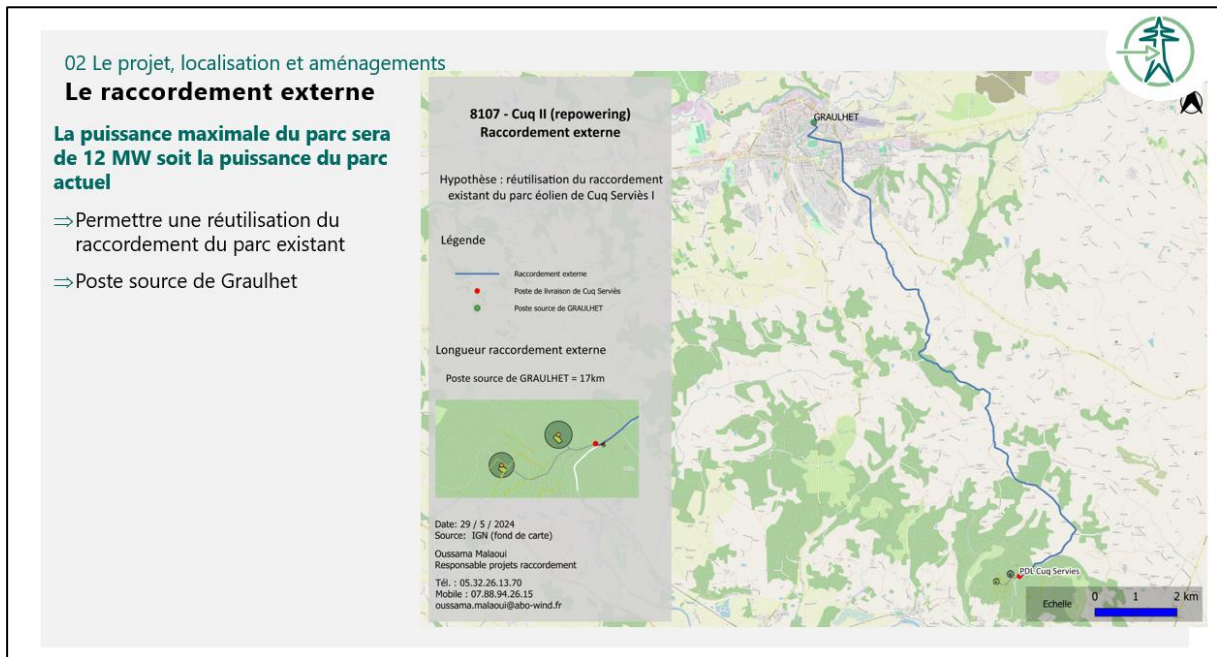 02 Le projet, localisation et aménagements
Le raccordement externe
La puissance maximale du parc sera
de 12 MW soit la puissance du parc
actuel
⇒Permettre une réutilisation du
raccordement du parc existant
⇒Poste source de Graulhet
8107 - Cuq II (repowering)
Raccordement externe
Hypothèse : réutilisation du raccordement
existant du parc éolien de Cuq Serviès I
Légende
Raccordement externe
Poste de livraison de Cuq Serviès
Poste source de GRAULHET
Longueur raccordement externe
Poste source de GRAULHET = 17km
Date: 29 / 5 / 2024
Source: IGN (fond de carte)
Oussama Malaoui
Responsable projets raccordement
Tél. : 05.32.26.13.70
Mobile : 07.88.94.26.15
oussama.malaoui@abo-wind.fr
GRAULHET
PDL Cuq Servies
Echelle
0 1 2 km